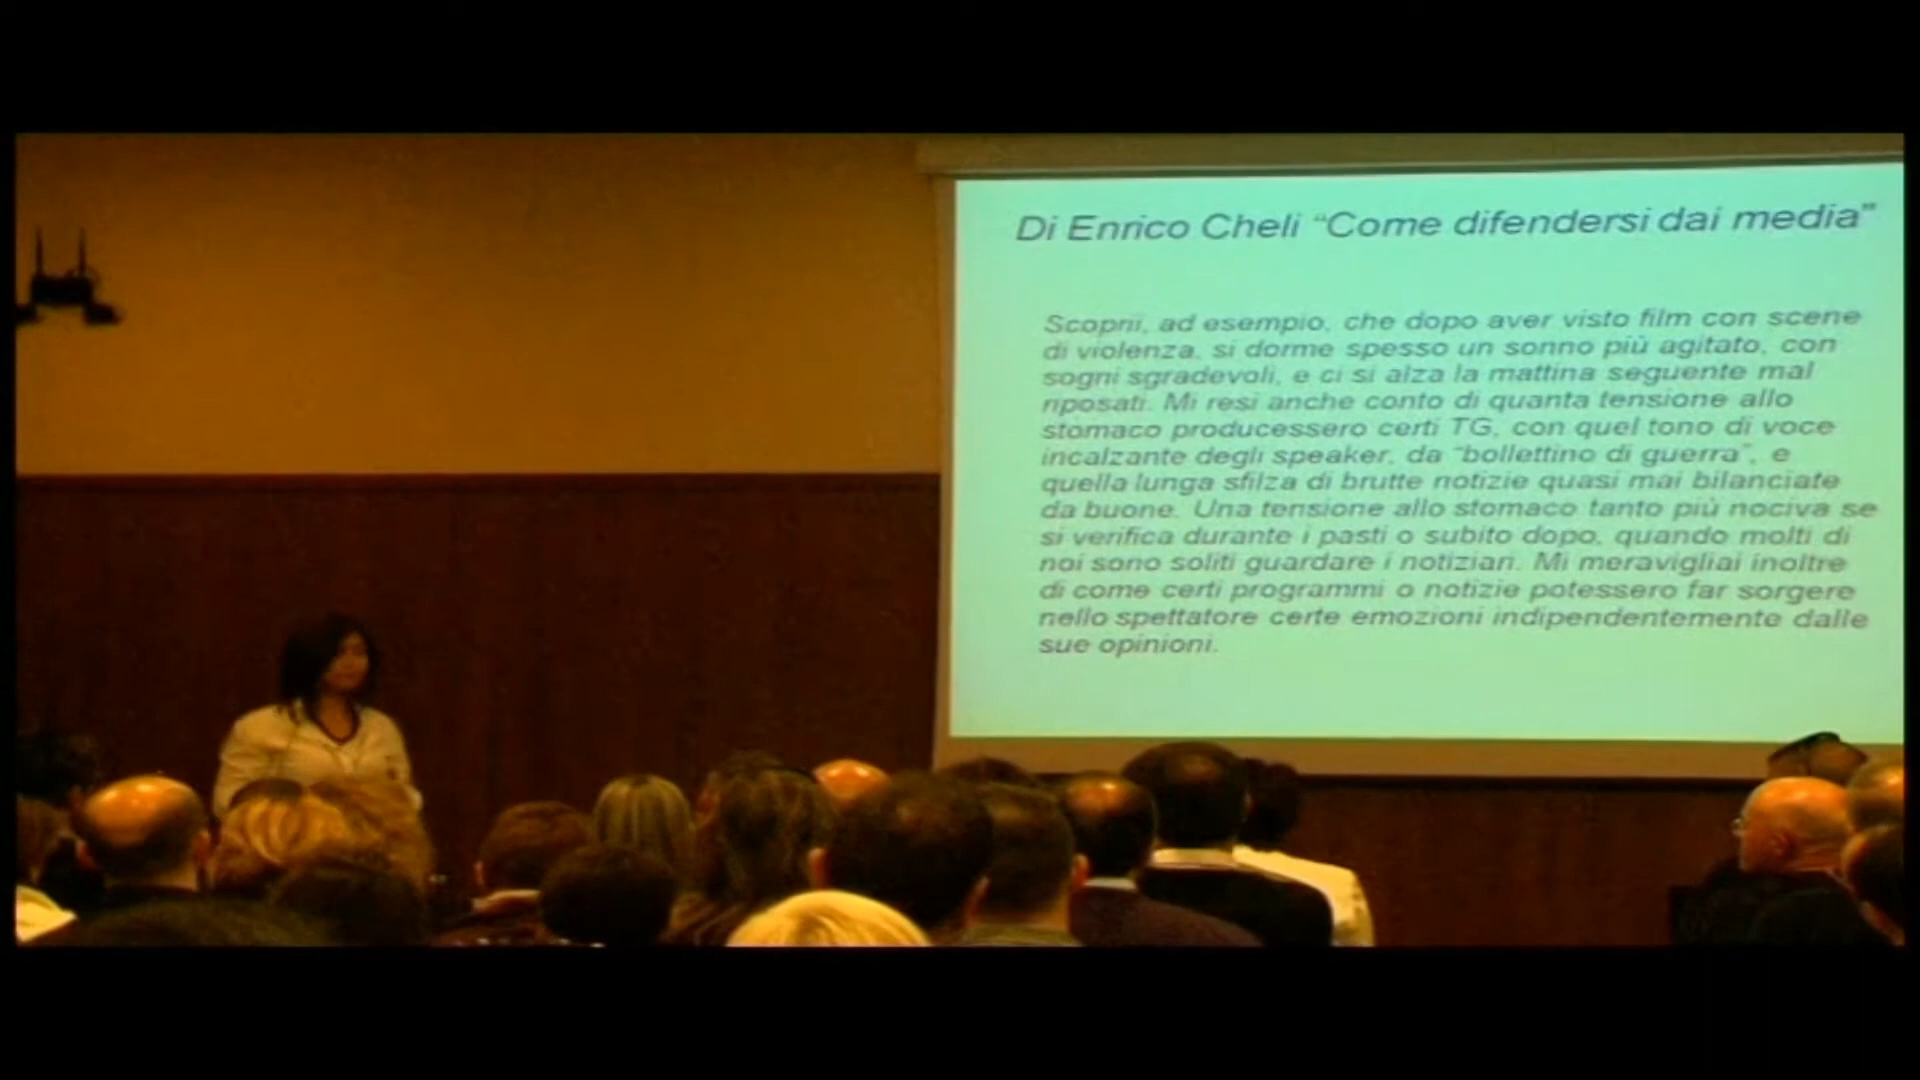 Di Enrico Cheli “Come difendersi dai media”
Scoprii, ad esempio, che dopo aver visto film con scene
di violenza, si dorme spesso un sonno più agitato, con
sogni sgradevoli, e ci si alza la mattina seguente mal
riposati. Mi resi anche conto di quanta tensione allo
stomaco producessero certi TG, con quel tono di voce
incalzante degli speaker, da “bollettino di guerra”, e
quella lunga sfilza di brutte notizie quasi mai bilanciate
da buone. Una tensione allo stomaco tanto più nociva se
si verifica durante i pasti o subito dopo, quando molti di
noi sono soliti guardare i notiziari. Mi meravigliai inoltre
di come certi programmi o notizie potessero far sorgere
nello spettatore certe emozioni indipendentemente dalle
sue opinioni.